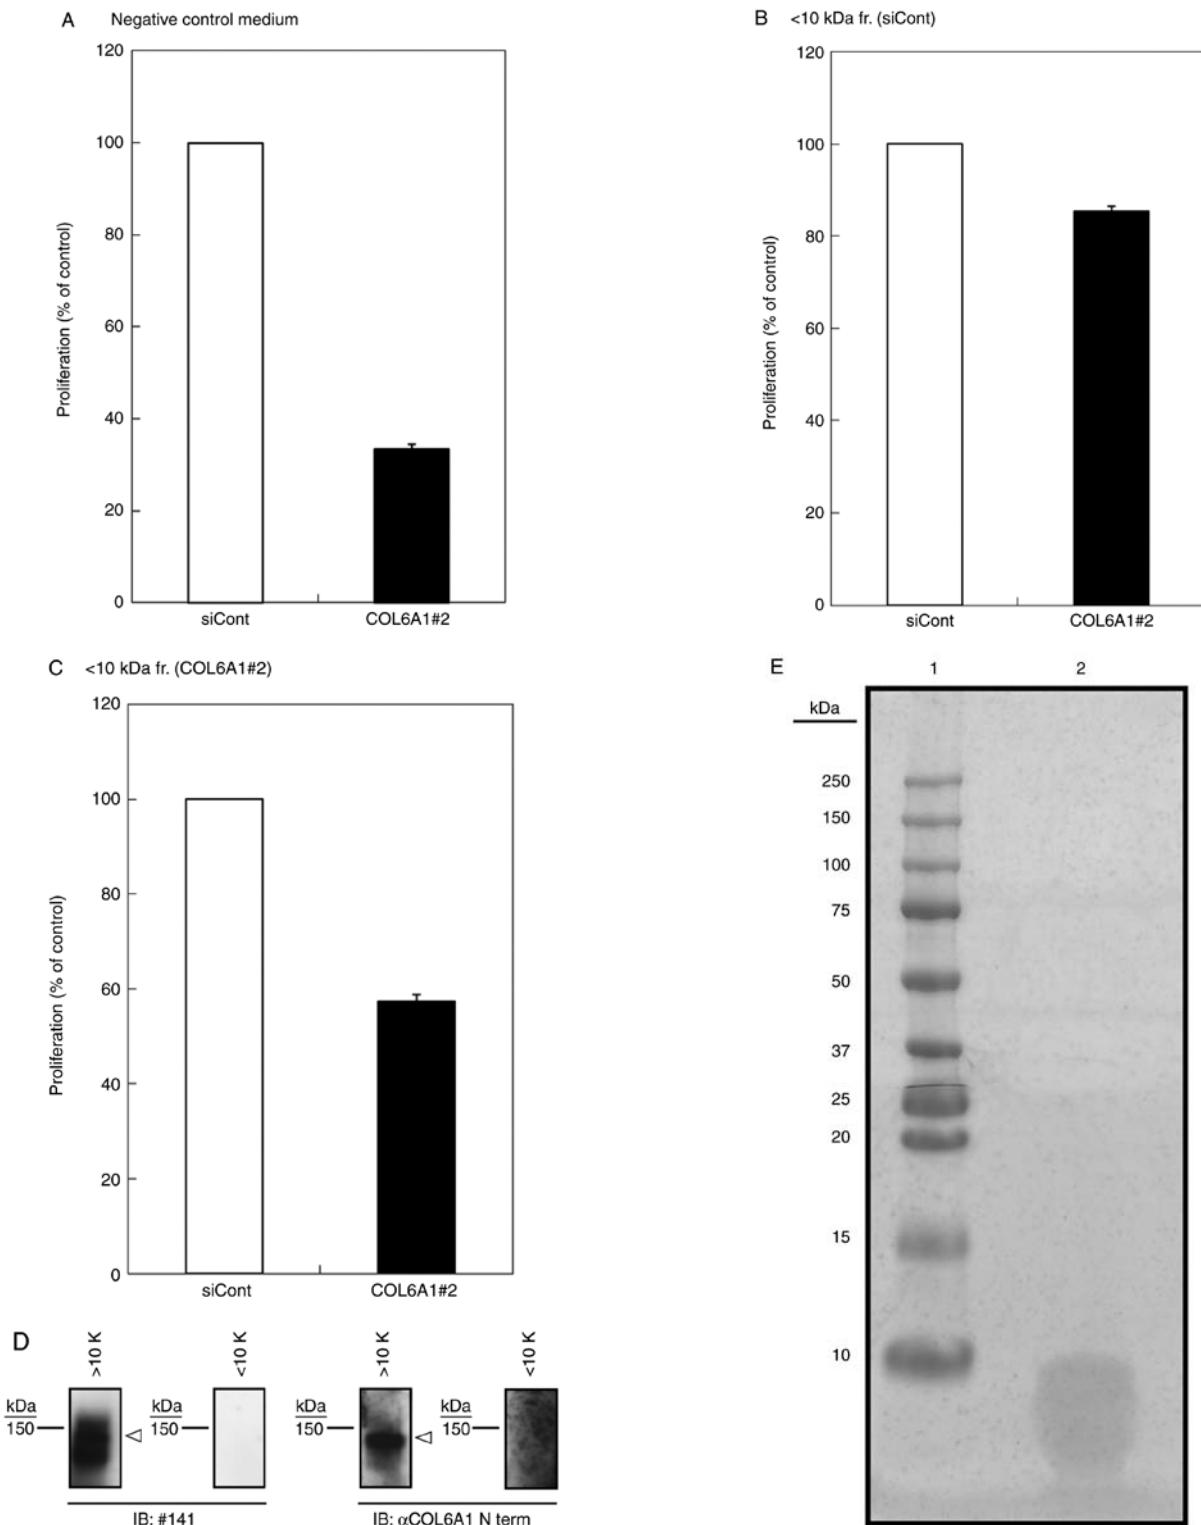 A Negative control medium
120
100
80
60
40
20
0
Proliferation (% of control)
siCont COL6A1#2
B <10 kDa fr. (siCont)
120
100
80
60
40
20
0
Proliferation (% of control)
siCont COL6A1#2
C <10 kDa fr. (COL6A1#2)
120
100
80
60
40
20
0
Proliferation (% of control)
siCont COL6A1#2
D
>10 K <10 K >10 K <10 K
kDa kDa kDa kDa
150 150 150 150
IB: #141 IB: αCOL6A1 N term
E 1 2
kDa
250
150
100
75
50
37
25
20
15
10